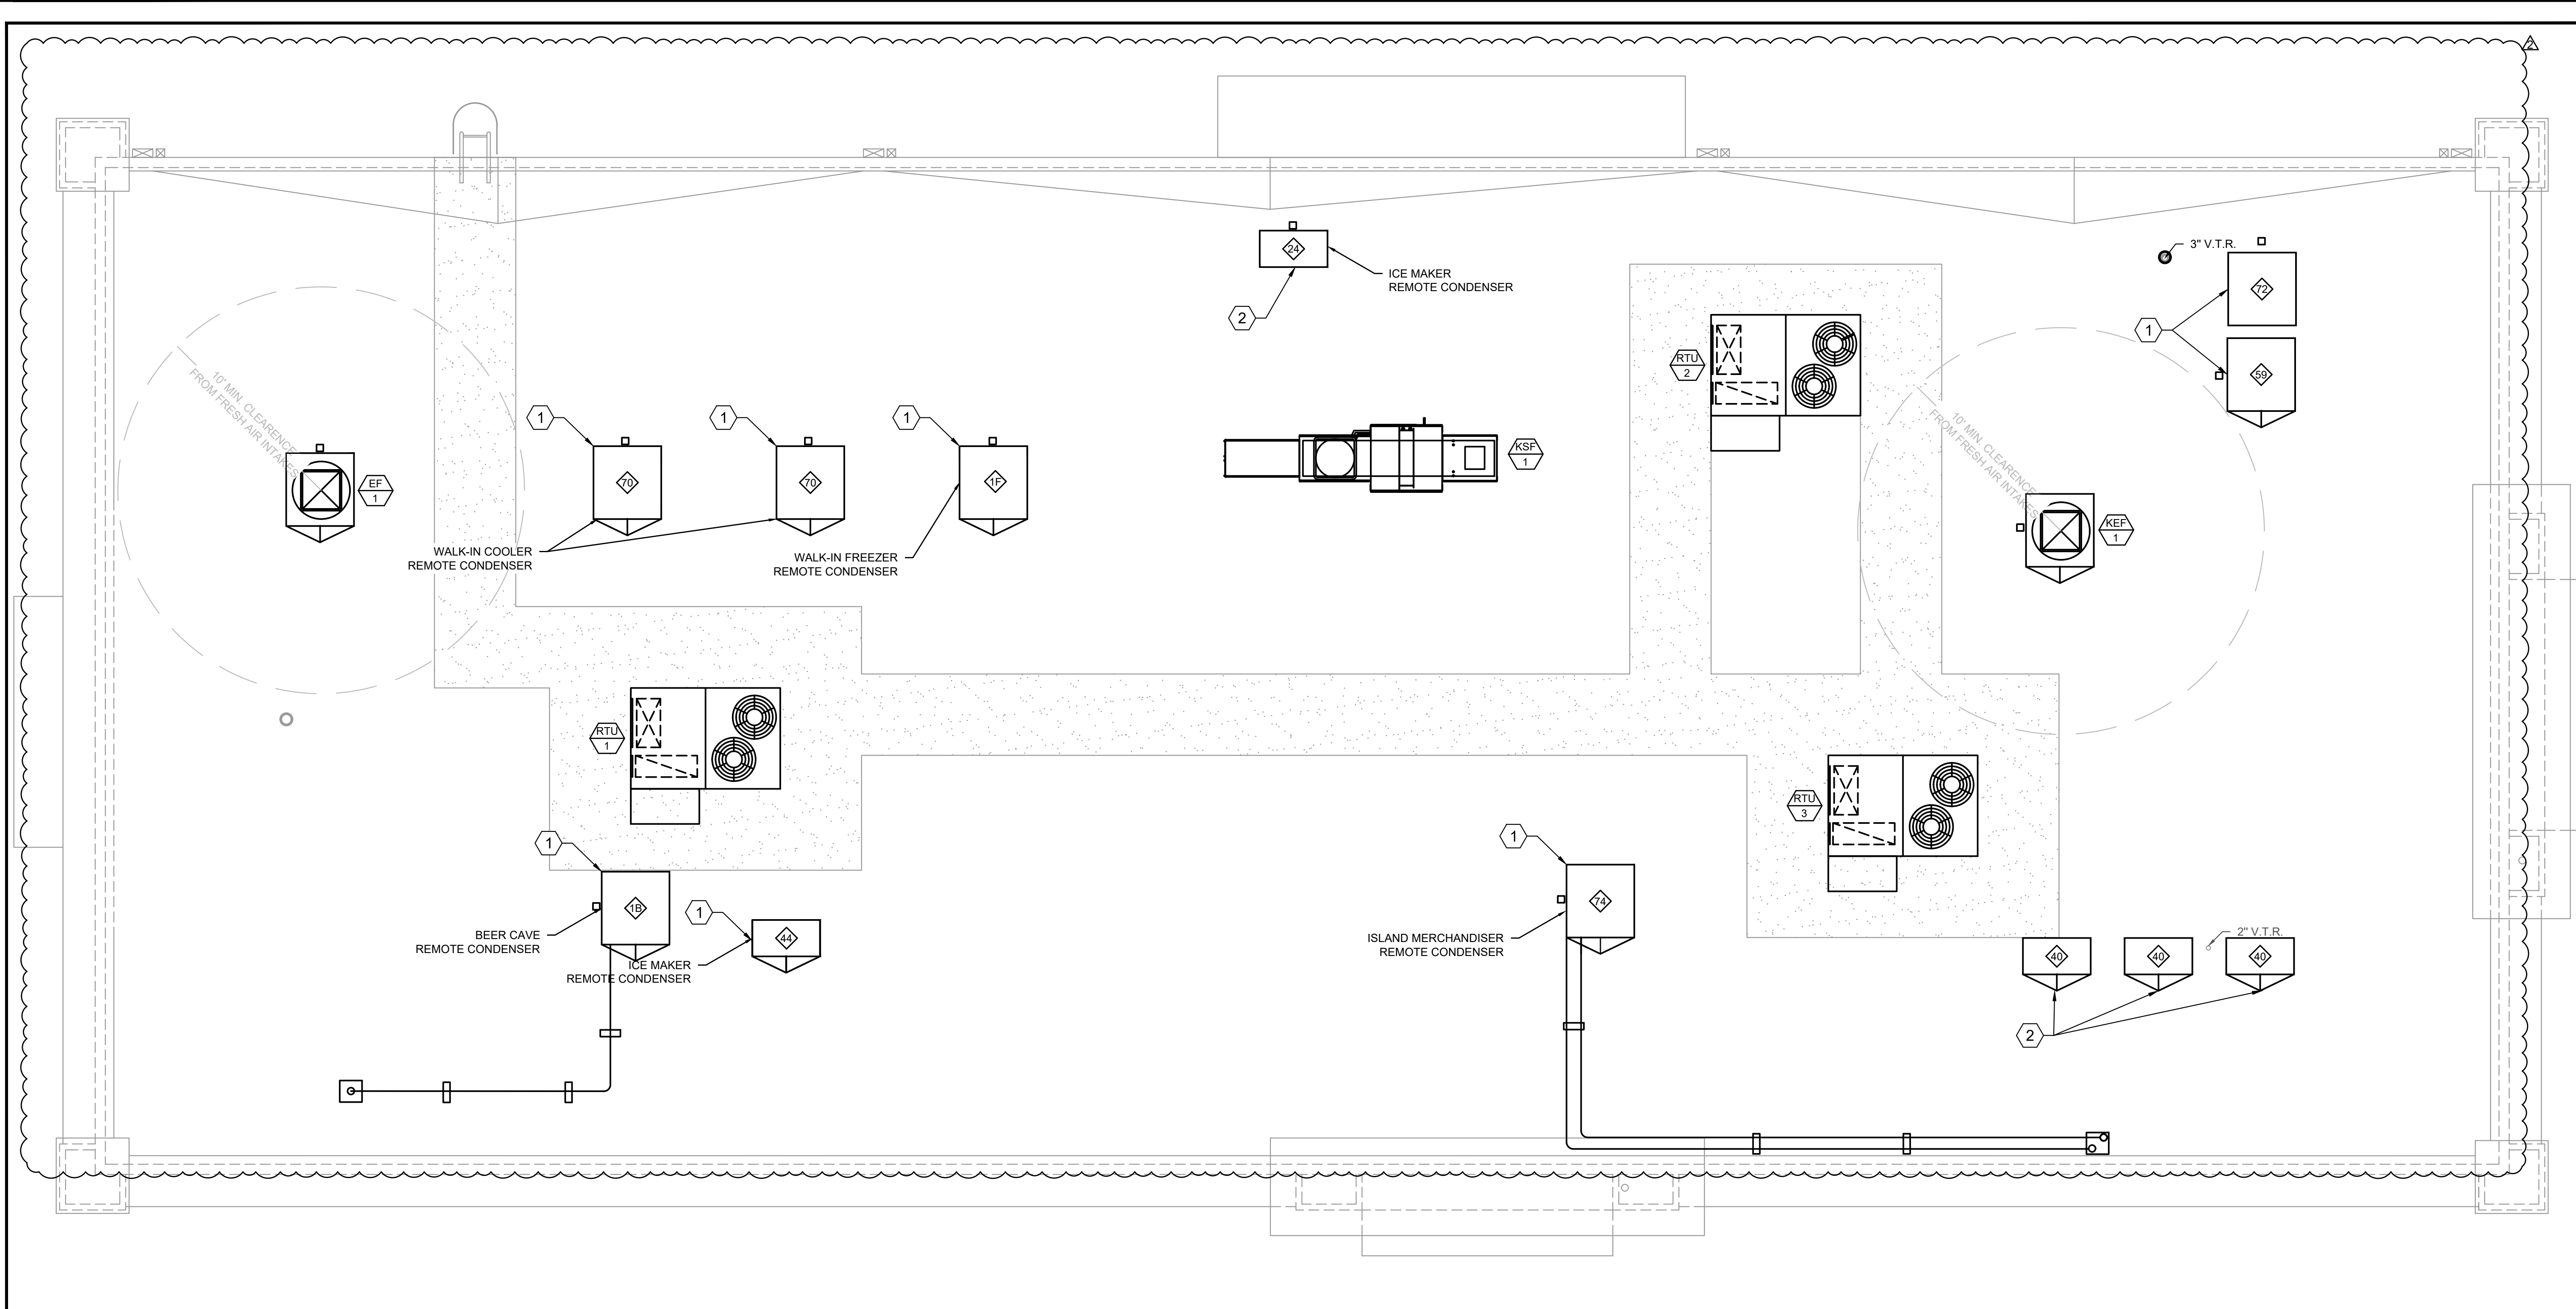 2
3" V.T.R.
24
ICE MAKER
REMOTE CONDENSER
2
72
1
59
RTU
2
10' MIN. CLEARENCE
FROM FRESH AIR INTAKES
EF
1
1
70
1
70
1
1F
WALK-IN COOLER
REMOTE CONDENSER
WALK-IN FREEZER
REMOTE CONDENSER
KSF
1
10' MIN. CLEARENCE
FROM FRESH AIR INTAKES
KEF
1
RTU
1
RTU
3
1
1B
BEER CAVE
REMOTE CONDENSER
1
44
ICE MAKER
REMOTE CONDENSER
1
74
ISLAND MERCHANDISER
REMOTE CONDENSER
2" V.T.R.
40
40
40
2